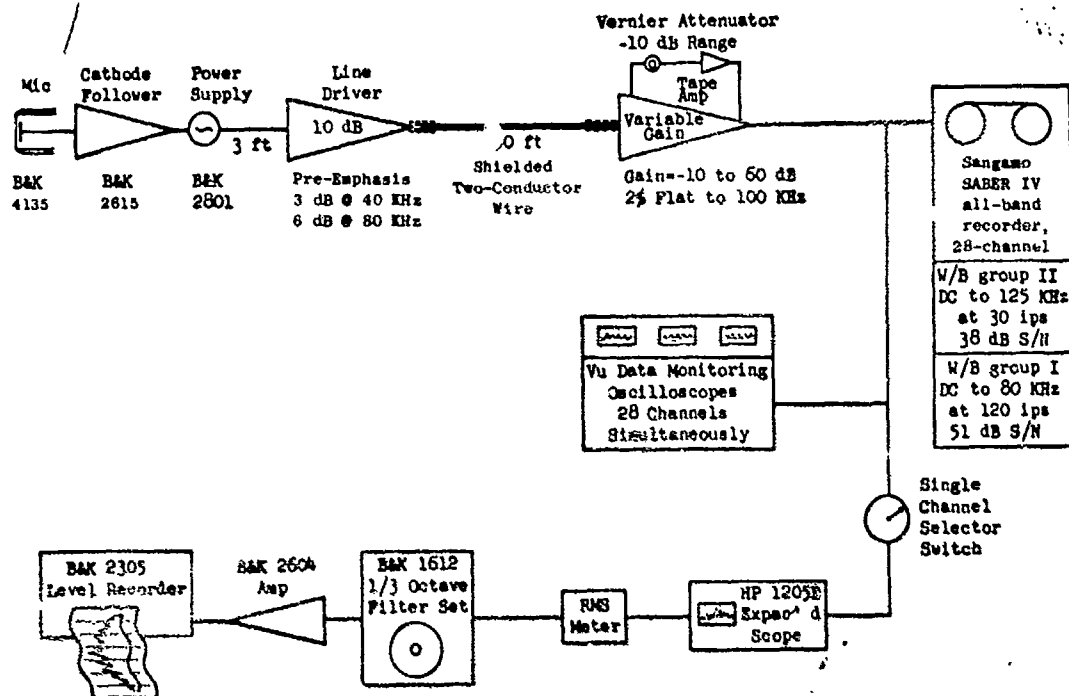 Vernier Attenuator
-10 dB Range
Tape
Amp
Mic
Cathode
Follower
Power
Supply
Line
Driver
10 dB
3 ft
0 ft
Variable
Gain
B&K
4135
B&K
2615
B&K
2801
Pre-Emphasis
3 dB @ 40 KHz
6 dB @ 80 KHz
Shielded
Two-Conductor
Wire
Gain=-10 to 60 dB
2% Flat to 100 KHz
Sangamo
SABER IV
all-band
recorder,
28-channel
W/B group II
DC to 125 KHz
at 30 ips
38 dB S/N
W/B group I
DC to 80 KHz
at 120 ips
51 dB S/N
Vu Data Monitoring
Oscilloscopes
28 Channels
Simultaneously
Single
Channel
Selector
Switch
B&K 2305
Level Recorder
B&K 2604
Amp
B&K 1612
1/3 Octave
Filter Set
RMS
Meter
HP 1205E
Scope